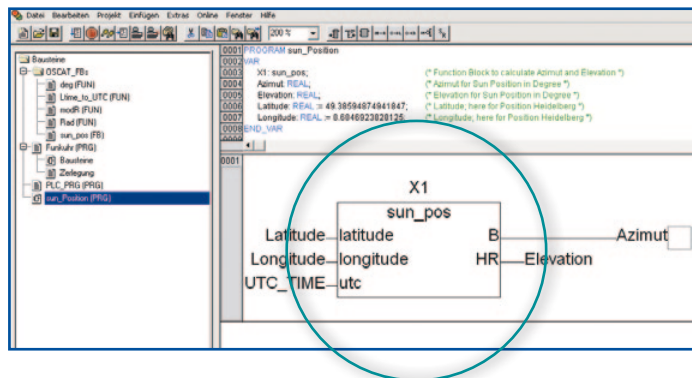 Datei Bearbeiten Projekt Einfügen Extras Online Fenster Hilfe
200 %
Bausteine
OSCAT_FBs
deg (FUN)
Ltime_to_UTC (FUN)
modR (FUN)
Rad (FUN)
sun_pos (FB)
Funkuhr (PRG)
Bausteine
Zerlegung
PLC_PRG (PRG)
sun_Position (PRG)
0001 PROGRAM sun_Position
0002 VAR
0003 X1: sun_pos; (* Function Block to calculate Azimut and Elevation *)
0004 Azimut: REAL; (* Azimut for Sun Position in Degree *)
0005 Elevation: REAL; (* Elevation for Sun Position in Degree *)
0006 Latitude: REAL := 49.38594874941847; (* Latitude; here for Position Heidelberg *)
0007 Longitude: REAL := 8.6846923828125; (* Longitude; here for Position Heidelberg *)
0008 END_VAR
0001
X1
sun_pos
Latitude latitude B Azimut
Longitude longitude HR Elevation
UTC_TIME utc